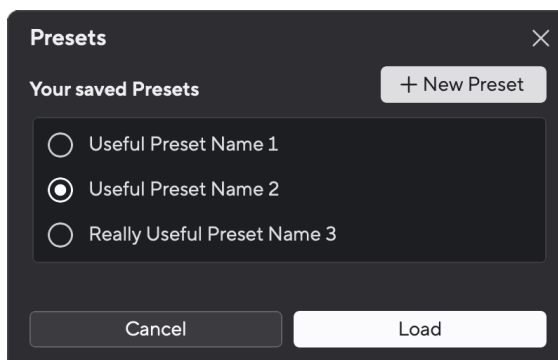 Presets
Your saved Presets
+ New Preset
Useful Preset Name 1
Useful Preset Name 2
Really Useful Preset Name 3
Cancel
Load